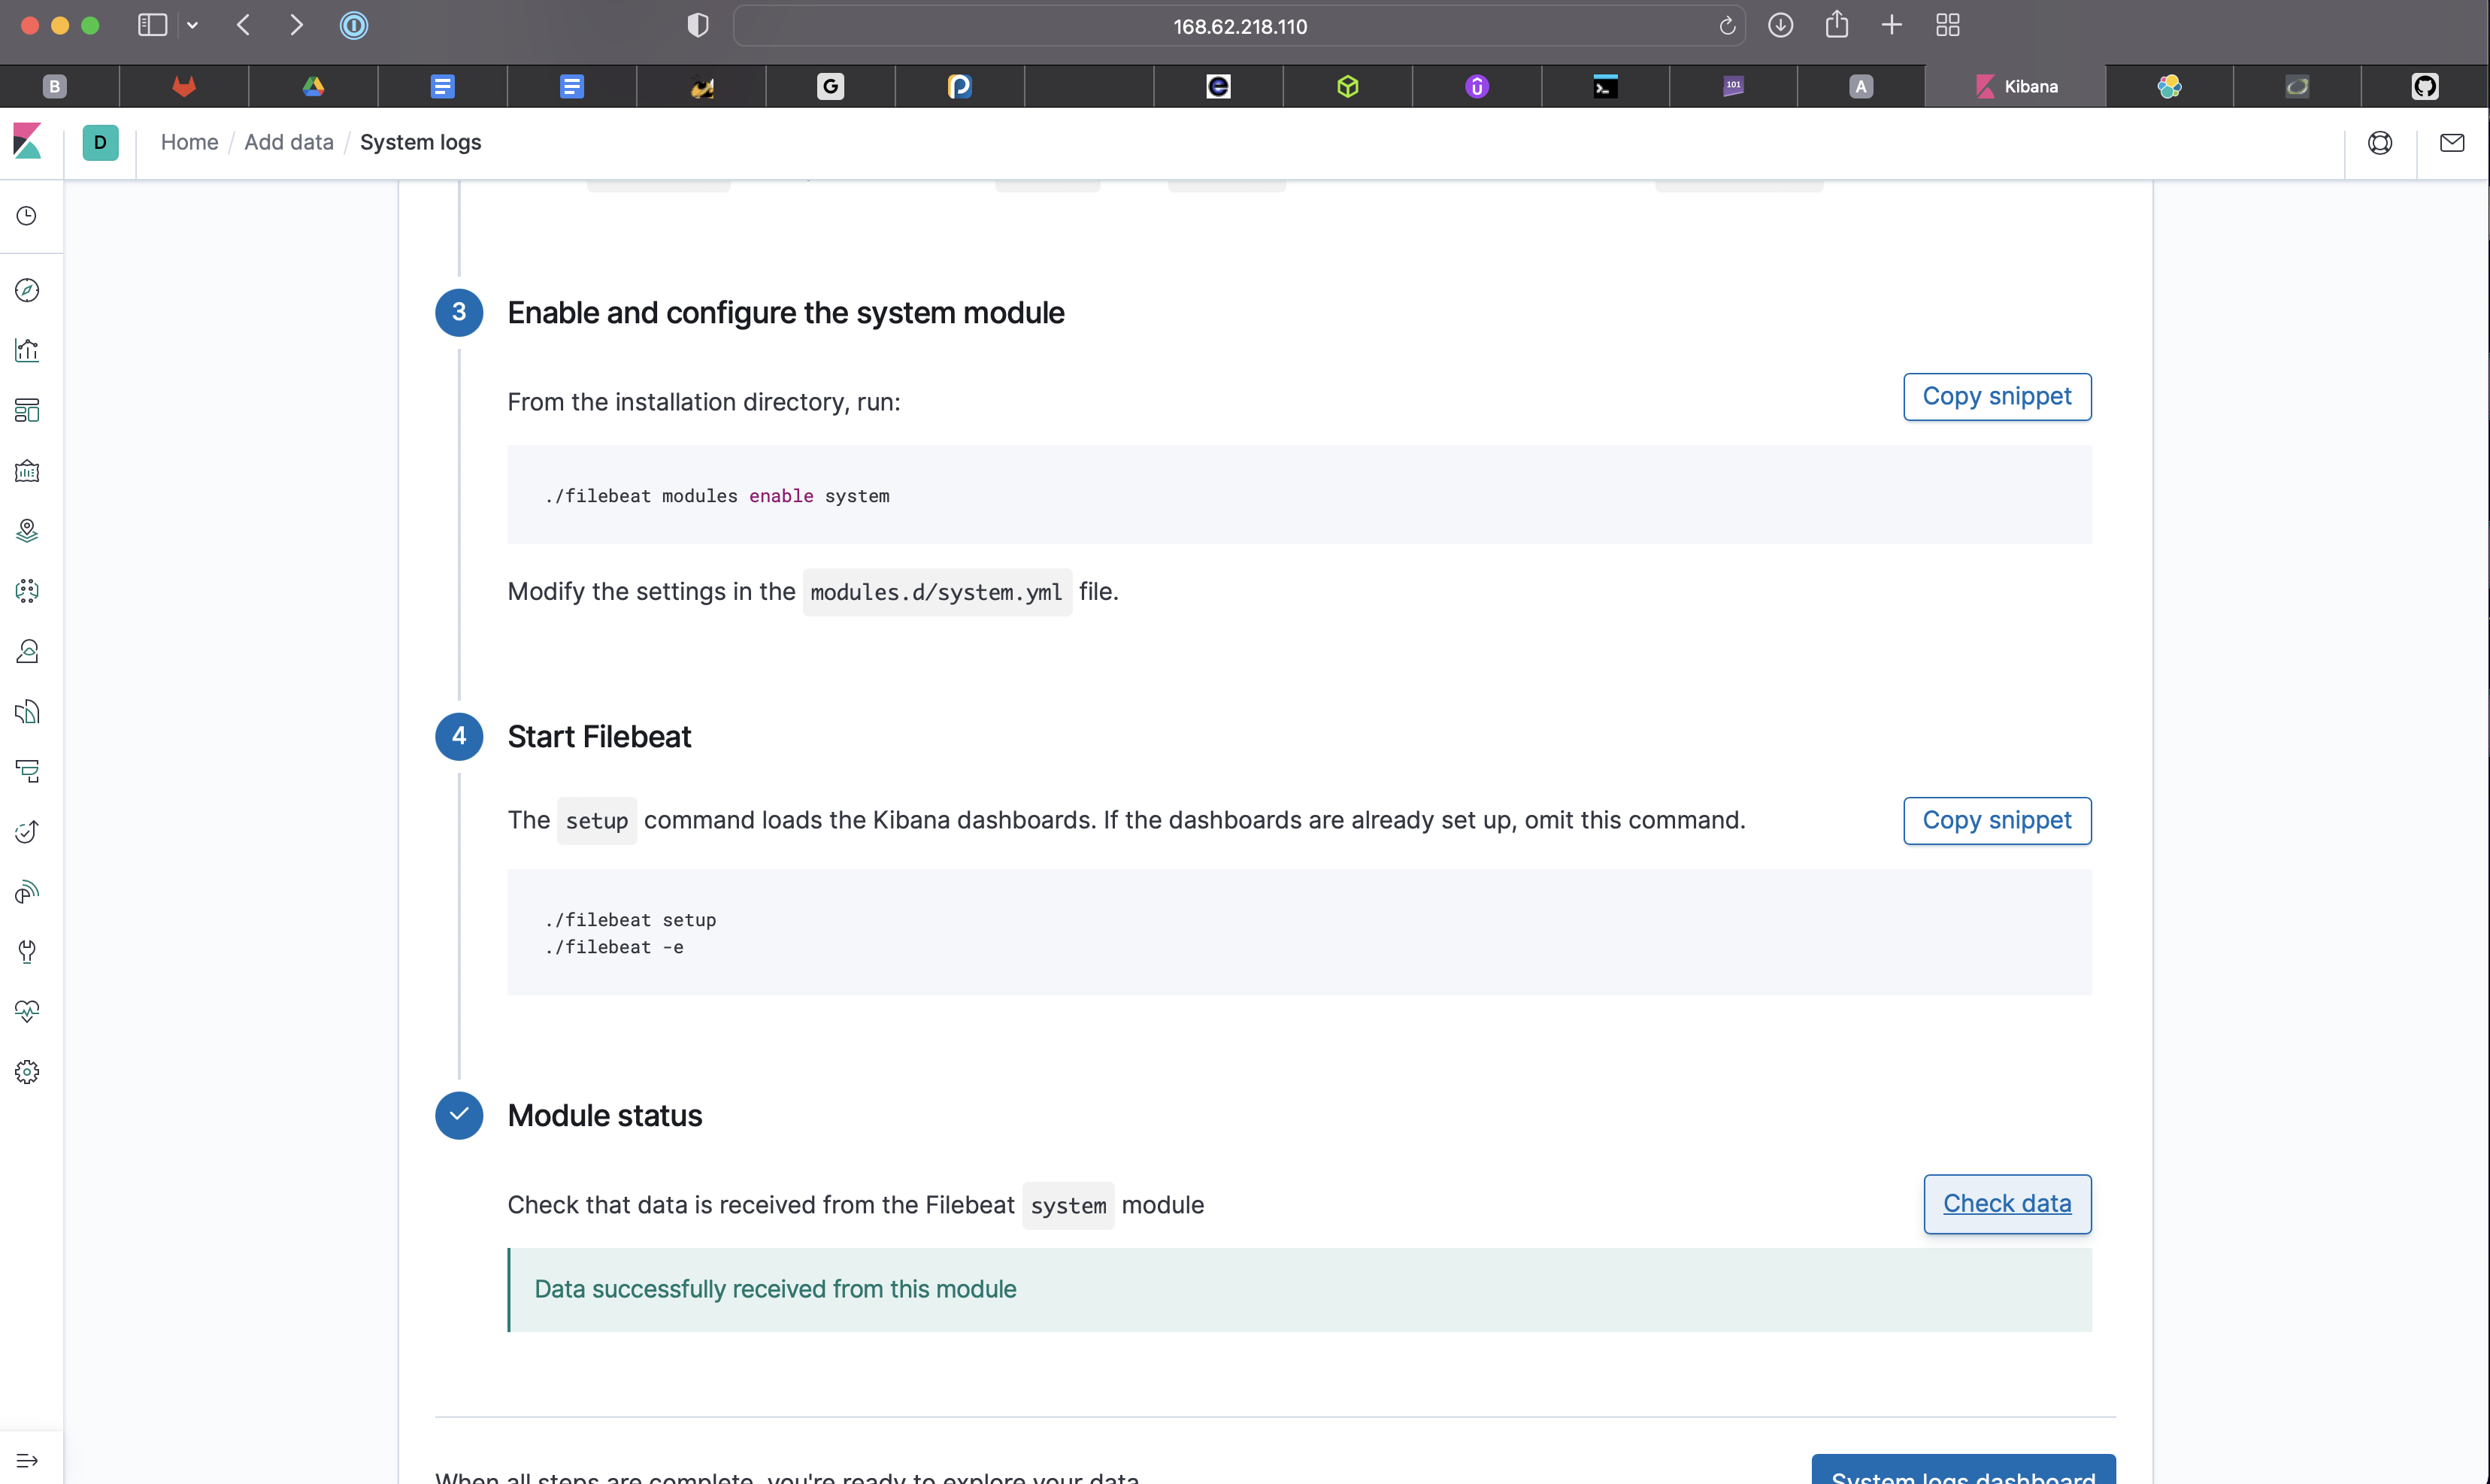 168.62.218.110
B
G
101
A
Kibana
D
Home / Add data / System logs
3
Enable and configure the system module
From the installation directory, run:
Copy snippet
./filebeat modules enable system
Modify the settings in the modules.d/system.yml file.
4
Start Filebeat
The setup command loads the Kibana dashboards. If the dashboards are already set up, omit this command.
Copy snippet
./filebeat setup
./filebeat -e
Module status
Check that data is received from the Filebeat system module
Check data
Data successfully received from this module
When all steps are complete, you're ready to explore your data.
System logs dashboard